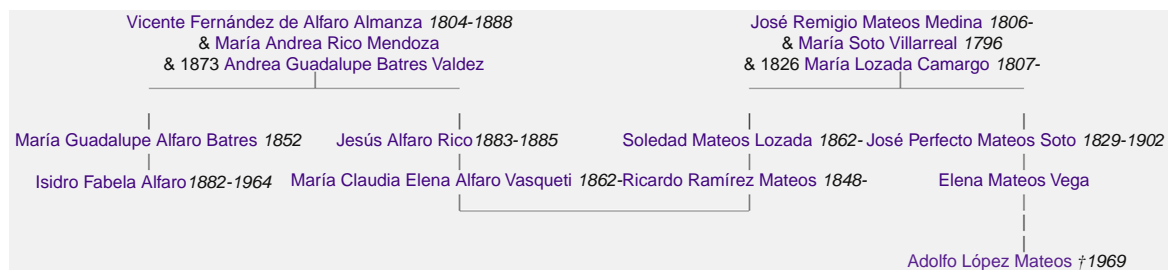 Vicente Fernández de Alfaro Almanza 1804-1888
& María Andrea Rico Mendoza
& 1873 Andrea Guadalupe Batres Valdez
José Remigio Mateos Medina 1806-
& María Soto Villarreal 1796
& 1826 María Lozada Camargo 1807-
María Guadalupe Alfaro Batres 1852
Jesús Alfaro Rico 1883-1885
Soledad Mateos Lozada 1862-
José Perfecto Mateos Soto 1829-1902
Isidro Fabela Alfaro 1882-1964
María Claudia Elena Alfaro Vasqueti 1862-
Ricardo Ramírez Mateos 1848-
Elena Mateos Vega
Adolfo López Mateos †1969